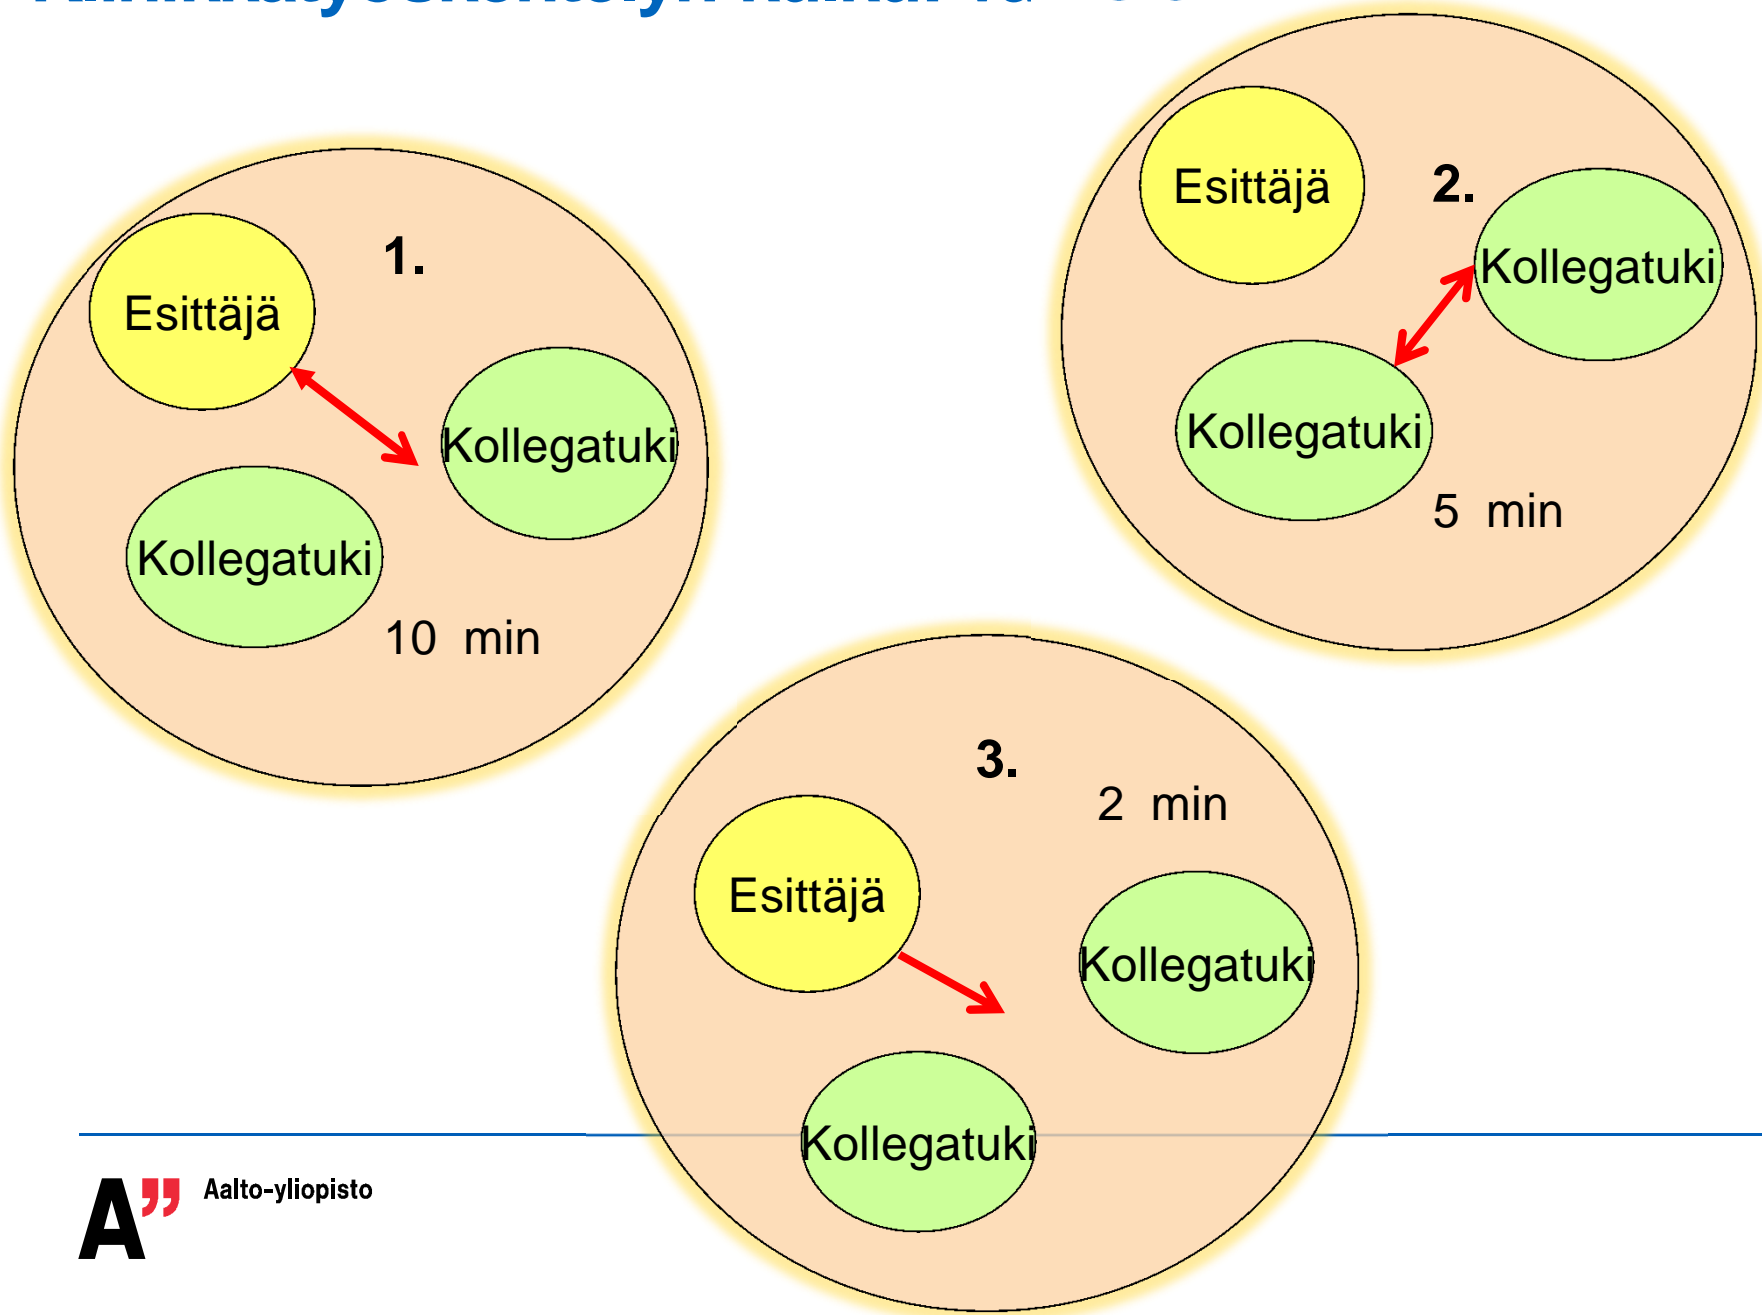 1.
Esittäjä
Kollegatuki
Kollegatuki
10 min
2.
Esittäjä
Kollegatuki
Kollegatuki
5 min
3.
2 min
Esittäjä
Kollegatuki
Kollegatuki
A”
Aalto-yliopisto